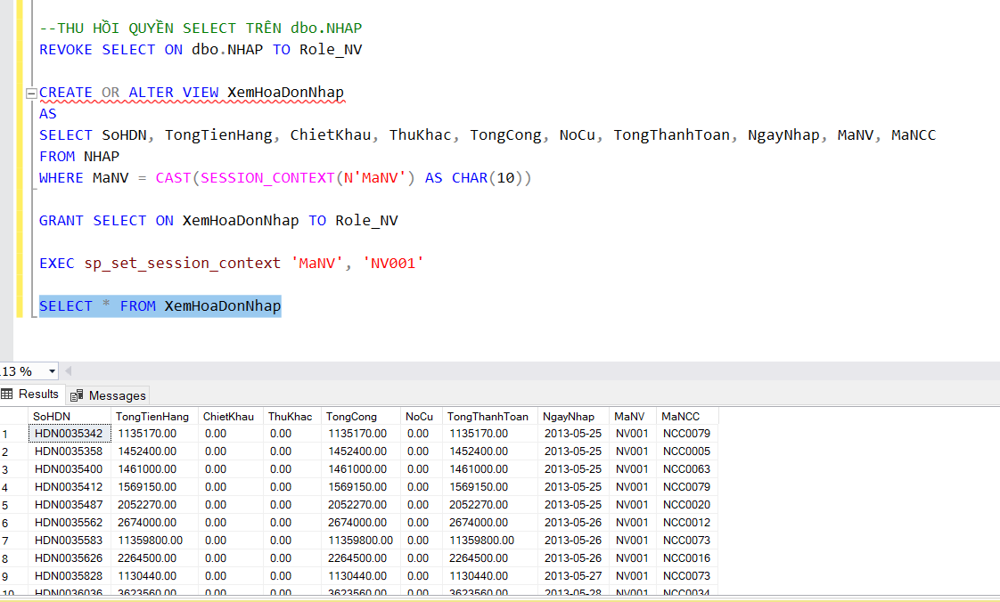 --THU HỒI QUYỀN SELECT TRÊN dbo.NHAP
REVOKE SELECT ON dbo.NHAP TO Role_NV
CREATE OR ALTER VIEW XemHoaDonNhap
AS
SELECT SoHDN, TongTienHang, ChietKhau, ThuKhac, TongCong, NoCu, TongThanhToan, NgayNhap, MaNV, MaNCC
FROM NHAP
WHERE MaNV = CAST(SESSION_CONTEXT(N'MaNV') AS CHAR(10))
GRANT SELECT ON XemHoaDonNhap TO Role_NV
EXEC sp_set_session_context 'MaNV', 'NV001'
SELECT * FROM XemHoaDonNhap
13 %
Results Messages
SoHDN TongTienHang ChietKhau ThuKhac TongCong NoCu TongThanhToan NgayNhap MaNV MaNCC
1 HDN0035342 1135170.00 0.00 0.00 1135170.00 0.00 1135170.00 2013-05-25 NV001 NCC0079
2 HDN0035358 1452400.00 0.00 0.00 1452400.00 0.00 1452400.00 2013-05-25 NV001 NCC0005
3 HDN0035400 1461000.00 0.00 0.00 1461000.00 0.00 1461000.00 2013-05-25 NV001 NCC0063
4 HDN0035412 1569150.00 0.00 0.00 1569150.00 0.00 1569150.00 2013-05-25 NV001 NCC0079
5 HDN0035487 2052270.00 0.00 0.00 2052270.00 0.00 2052270.00 2013-05-25 NV001 NCC0020
6 HDN0035562 2674000.00 0.00 0.00 2674000.00 0.00 2674000.00 2013-05-26 NV001 NCC0012
7 HDN0035583 11359800.00 0.00 0.00 11359800.00 0.00 11359800.00 2013-05-26 NV001 NCC0073
8 HDN0035626 2264500.00 0.00 0.00 2264500.00 0.00 2264500.00 2013-05-26 NV001 NCC0016
9 HDN0035828 1130440.00 0.00 0.00 1130440.00 0.00 1130440.00 2013-05-27 NV001 NCC0073
10 HDN0036036 3623560.00 0.00 0.00 3623560.00 0.00 3623560.00 2013-05-28 NV001 NCC0034